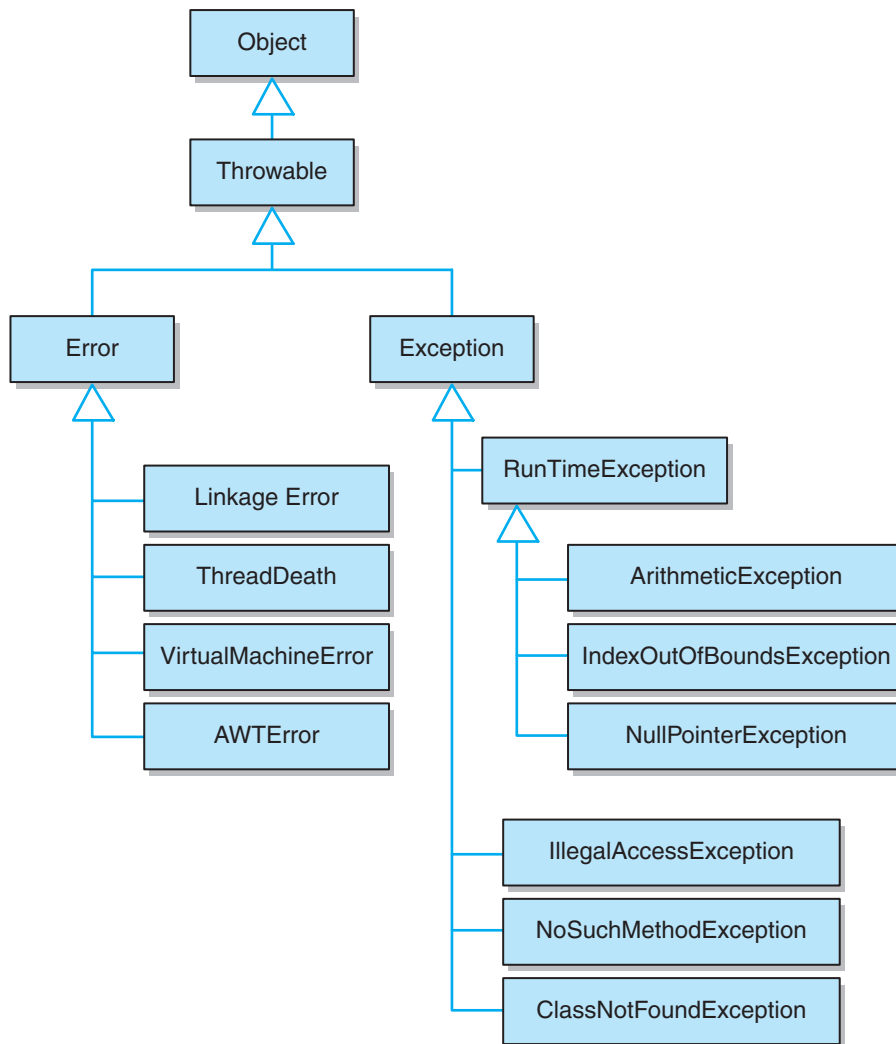 Object
Throwable
Error
Exception
Linkage Error
ThreadDeath
VirtualMachineError
AWTError
RunTimeException
ArithmeticException
IndexOutOfBoundsException
NullPointerException
IllegalAccessException
NoSuchMethodException
ClassNotFoundException